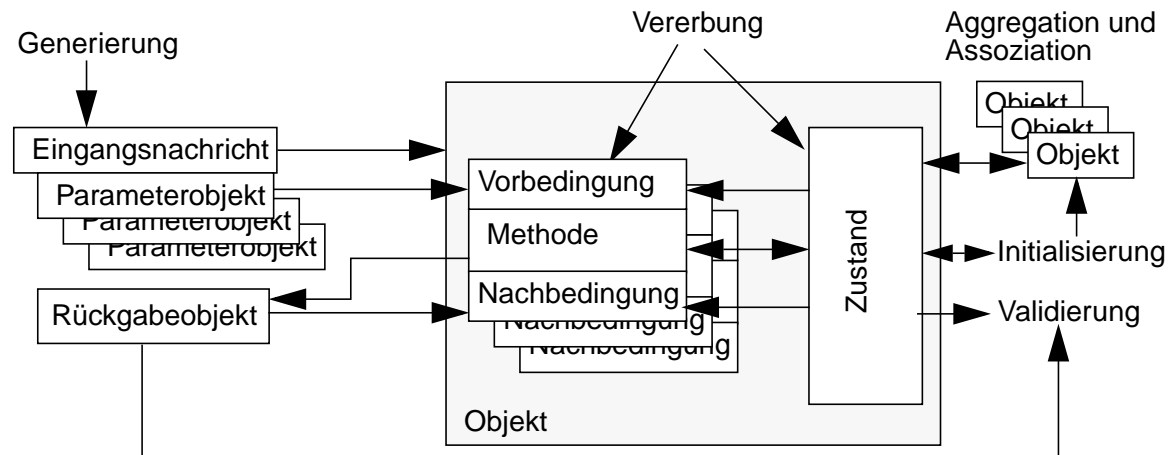 Generierung
Vererbung
Aggregation und
Assoziation
Eingangsnachricht
Parameterobjekt
Parameterobjekt
Parameterobjekt
Rückgabeobjekt
Vorbedingung
Methode
Nachbedingung
Nachbedingung
Nachbedingung
Objekt
Zustand
Objekt
Objekt
Objekt
Initialisierung
Validierung